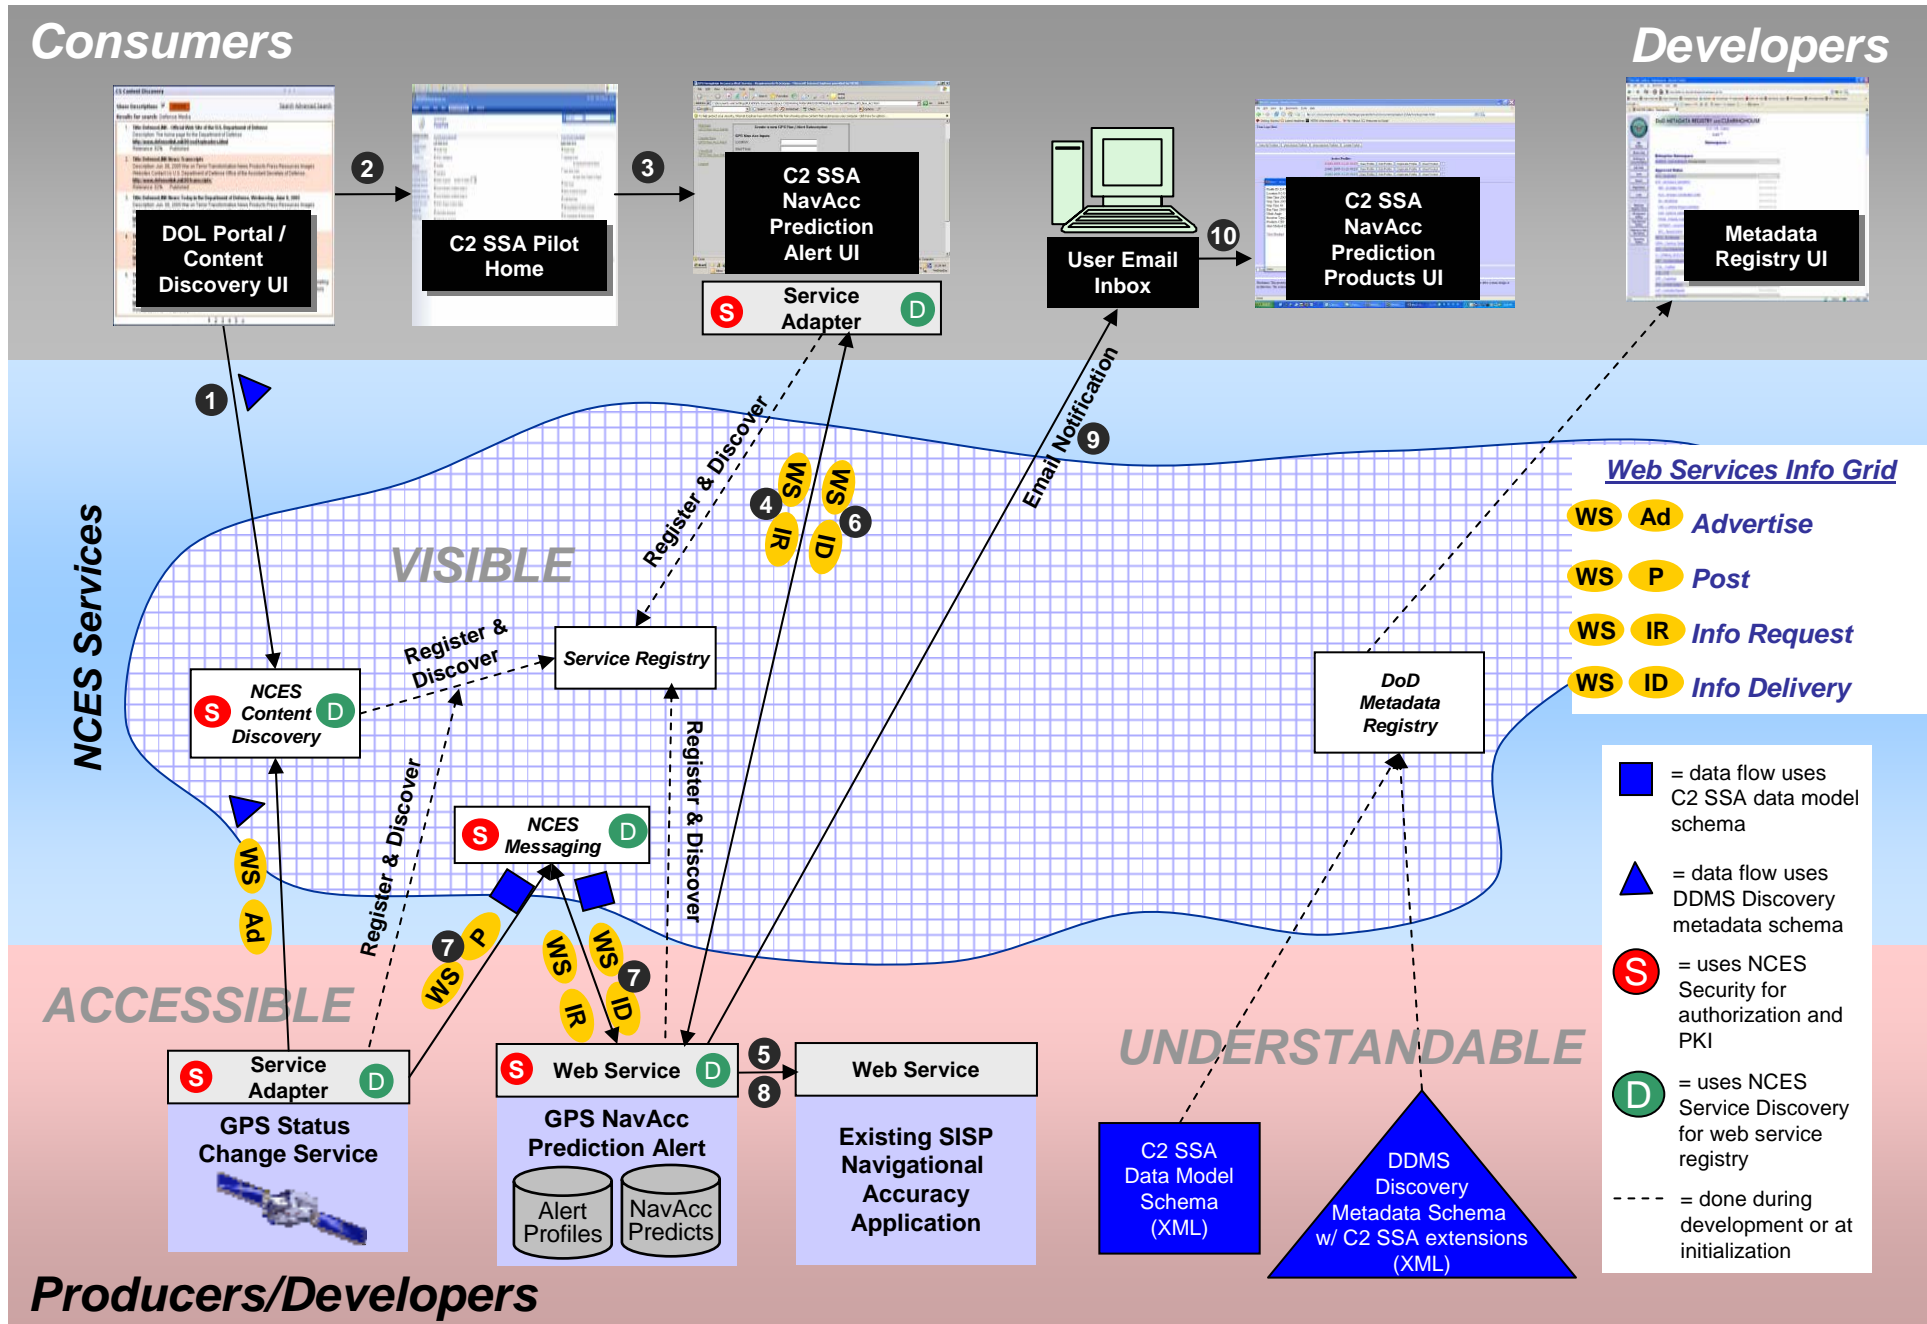 Consumers
Developers
CS Content Discovery
DOL Portal /
Content
Discovery UI
2
C2 SSA Pilot
Home
3
C2 SSA
NavAcc
Prediction
Alert UI
S
Service
Adapter
D
User Email
Inbox
10
C2 SSA
NavAcc
Prediction
Products UI
DoD METADATA REGISTRY and CLEARINGHOUSE
Metadata
Registry UI
1
Register & Discover
4
WS
IR
WS
ID
6
Email Notification
9
NCES Services
VISIBLE
Register &
Discover
Service Registry
S
NCES
Content
Discovery
D
DoD
Metadata
Registry
Web Services Info Grid
WS Ad Advertise
WS P Post
WS IR Info Request
WS ID Info Delivery
Register & Discover
Register & Discover
S
NCES
Messaging
D
WS
Ad
7
WS
P
WS
IR
WS
ID
7
= data flow uses
C2 SSA data model
schema
= data flow uses
DDMS Discovery
metadata schema
S
= uses NCES
Security for
authorization and
PKI
D
= uses NCES
Service Discovery
for web service
registry
= done during
development or at
initialization
ACCESSIBLE
UNDERSTANDABLE
S
Service
Adapter
D
GPS Status
Change Service
S
Web Service
D
GPS NavAcc
Prediction Alert
Alert
Profiles
NavAcc
Predicts
5
8
Web Service
Existing SISP
Navigational
Accuracy
Application
C2 SSA
Data Model
Schema
(XML)
DDMS
Discovery
Metadata Schema
w/ C2 SSA extensions
(XML)
Producers/Developers